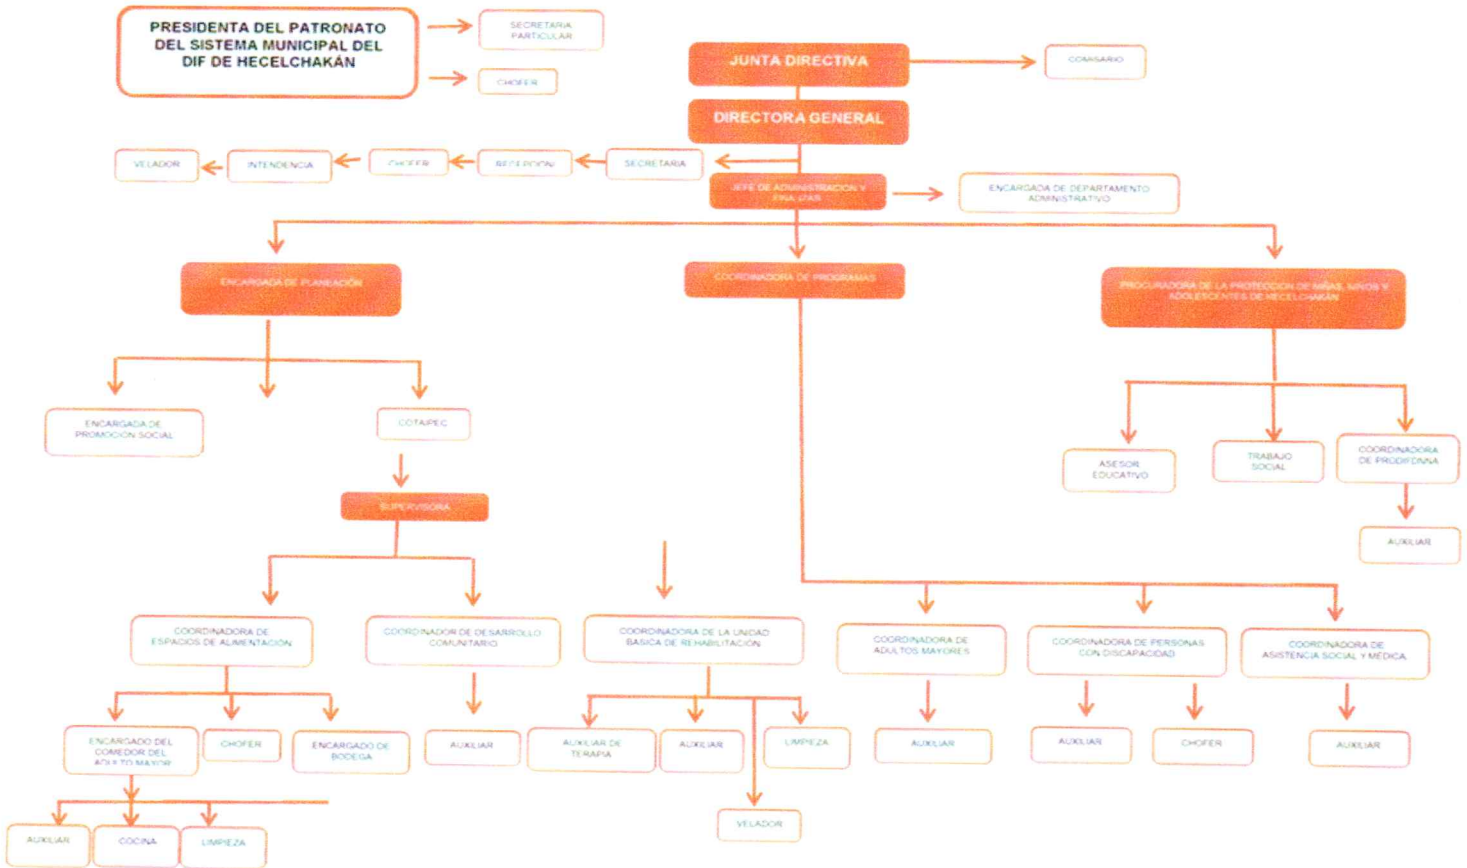 PRESIDENTA DEL PATRONATO
DEL SISTEMA MUNICIPAL DEL
DIF DE HECELCHAKÁN
SECRETARIA
PARTICULAR
CHOFER
JUNTA DIRECTIVA
COMISARIO
DIRECTORA GENERAL
VELADOR
INTENDENCIA
CHOFER
RECEPCION
SECRETARIA
JEFE DE ADMINISTRACION Y
FINANZAS
ENCARGADA DE DEPARTAMENTO
ADMINISTRATIVO
ENCARGADA DE PLANEACIÓN
COORDINADORA DE PROGRAMAS
PROCURADORA DE LA PROTECCION DE NIÑAS, NIÑOS Y
ADOLESCENTES DE HECELCHAKÁN
ENCARGADA DE
PROMOCION SOCIAL
COTAIPEC
ASESOR
EDUCATIVO
TRABAJO
SOCIAL
COORDINADORA
DE PRODIFDNNA
SUPERVISORA
AUXILIAR
COORDINADORA DE
ESPACIOS DE ALIMENTACIÓN
COORDINADOR DE DESARROLLO
COMUNITARIO
COORDINADORA DE LA UNIDAD
BASICA DE REHABILITACIÓN
COORDINADORA DE
ADULTOS MAYORES
COORDINADORA DE PERSONAS
CON DISCAPACIDAD
COORDINADORA DE
ASISTENCIA SOCIAL Y MÉDICA
ENCARGADO DEL
COMEDOR DEL
ADULTO MAYOR
CHOFER
ENCARGADO DE
BODEGA
AUXILIAR
AUXILIAR DE
TERAPIA
AUXILIAR
LIMPIEZA
AUXILIAR
AUXILIAR
CHOFER
AUXILIAR
VELADOR
AUXILIAR
COCINA
LIMPIEZA